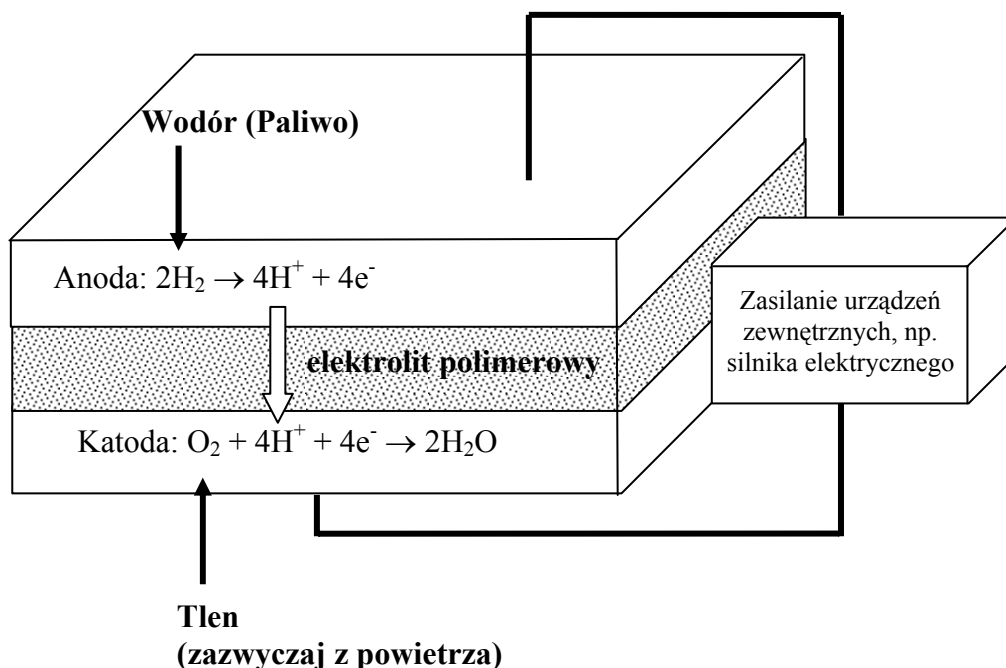 Wodór (Paliwo)
Anoda: 2H₂ → 4H⁺ + 4e⁻
elektrolit polimerowy
Katoda: O₂ + 4H⁺ + 4e⁻ → 2H₂O
Zasilanie urządzeń
zewnętrznych, np.
silnika elektrycznego
Tlen
(zazwyczaj z powietrza)